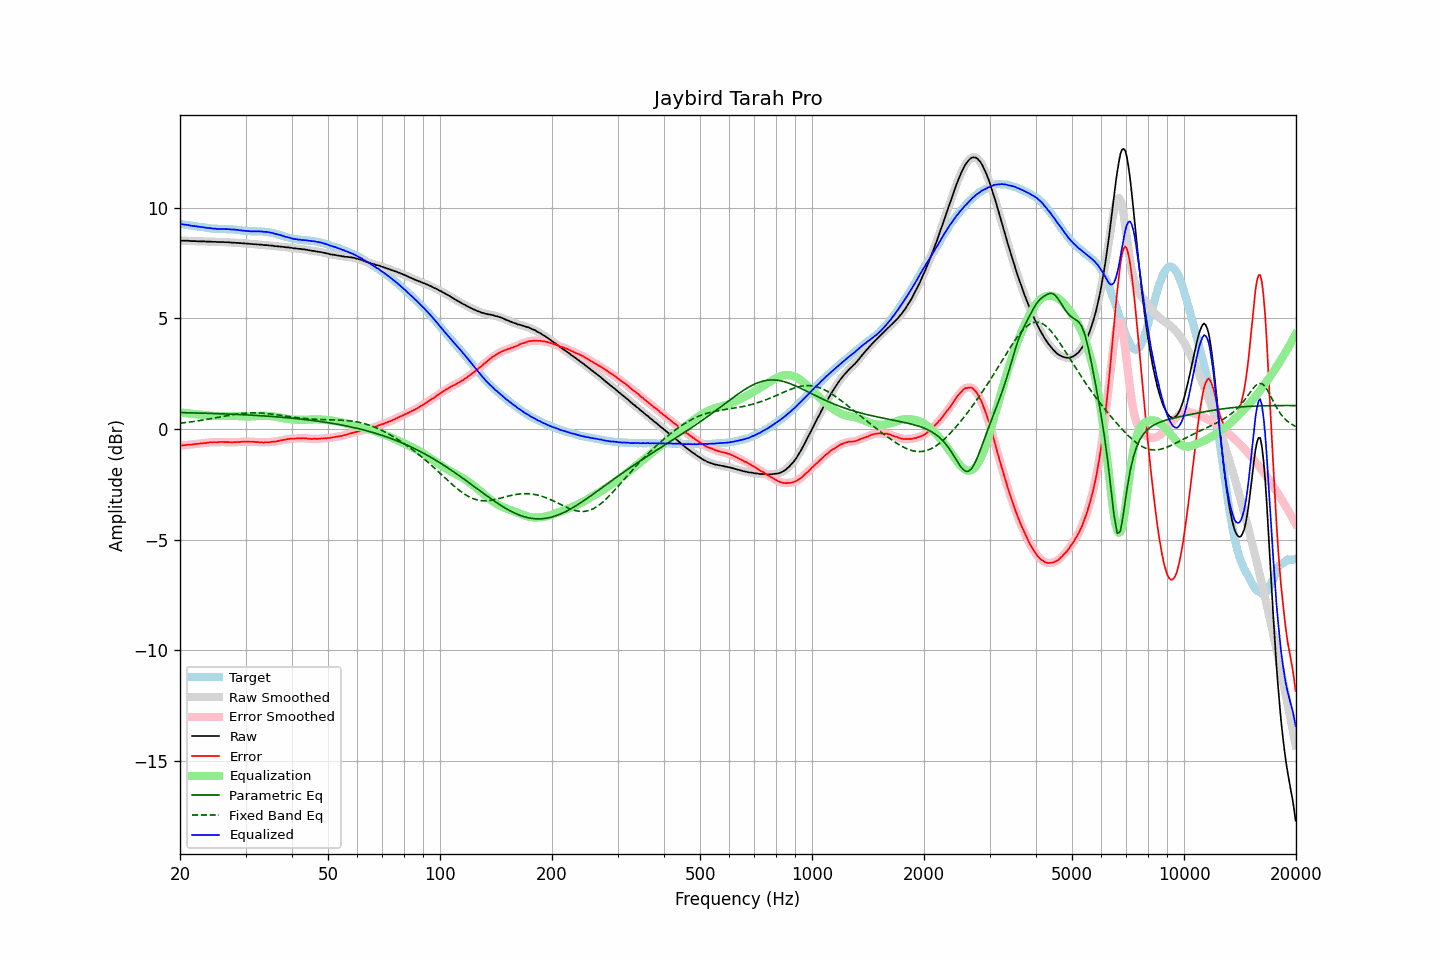 Jaybird Tarah Pro
Amplitude (dBr)
10
5
0
−5
−10
−15
Target
Raw Smoothed
Error Smoothed
Raw
Error
Equalization
Parametric Eq
Fixed Band Eq
Equalized
20
50
100
200
500
1000
2000
5000
10000
20000
Frequency (Hz)